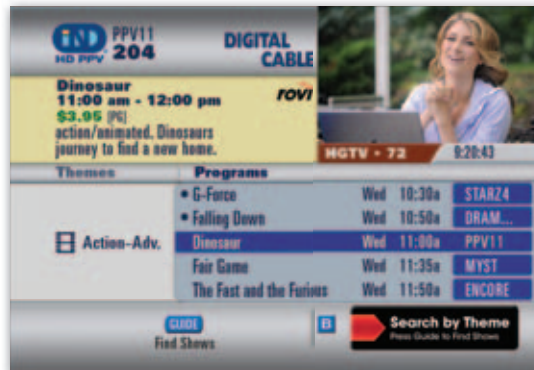 iND
HD PPV
PPV11
204
DIGITAL
CABLE
Dinosaur
11:00 am - 12:00 pm
$3.95 (PG)
action/animated. Dinosaurs
journey to find a new home.
rovi
HGTV • 72 9:20:43
Themes Programs
• G-Force Wed 10:30a STARZ4
• Falling Down Wed 10:50a DRAM...
Action-Adv.
Dinosaur Wed 11:00a PPV11
Fair Game Wed 11:35a MYST
The Fast and the Furious Wed 11:50a ENCORE
GUIDE
Find Shows
B
Search by Theme
Press Guide to Find Shows